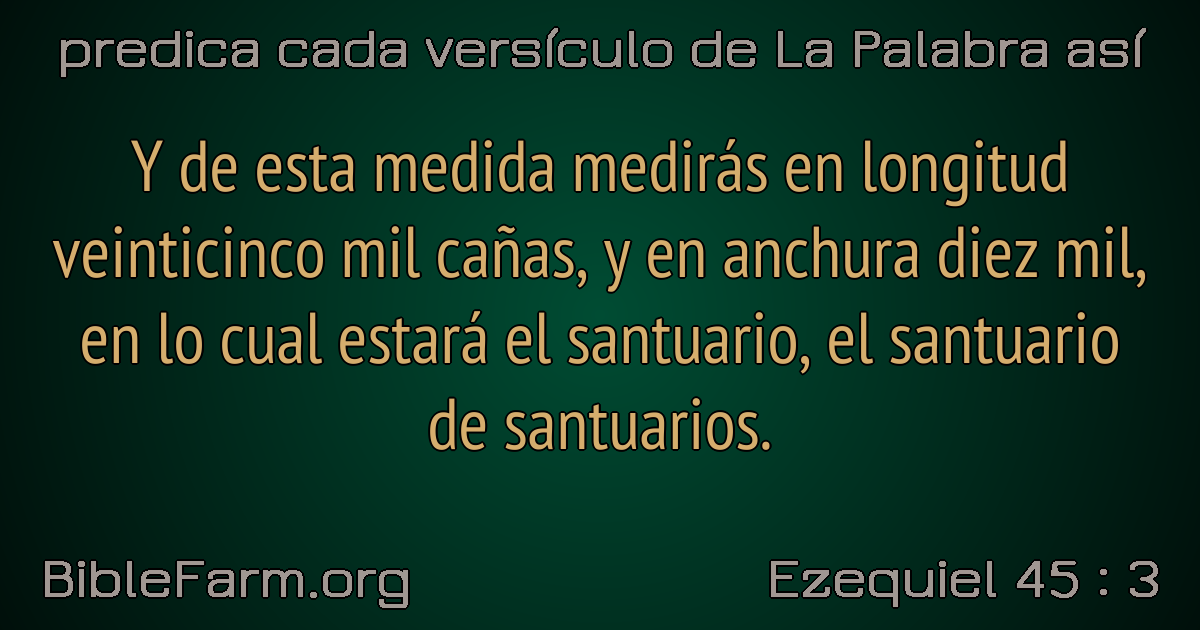 predica cada versículo de La Palabra así
Y de esta medida medirás en longitud
veinticinco mil cañas, y en anchura diez mil,
en lo cual estará el santuario, el santuario
de santuarios.
BibleFarm.org
Ezequiel 45 : 3